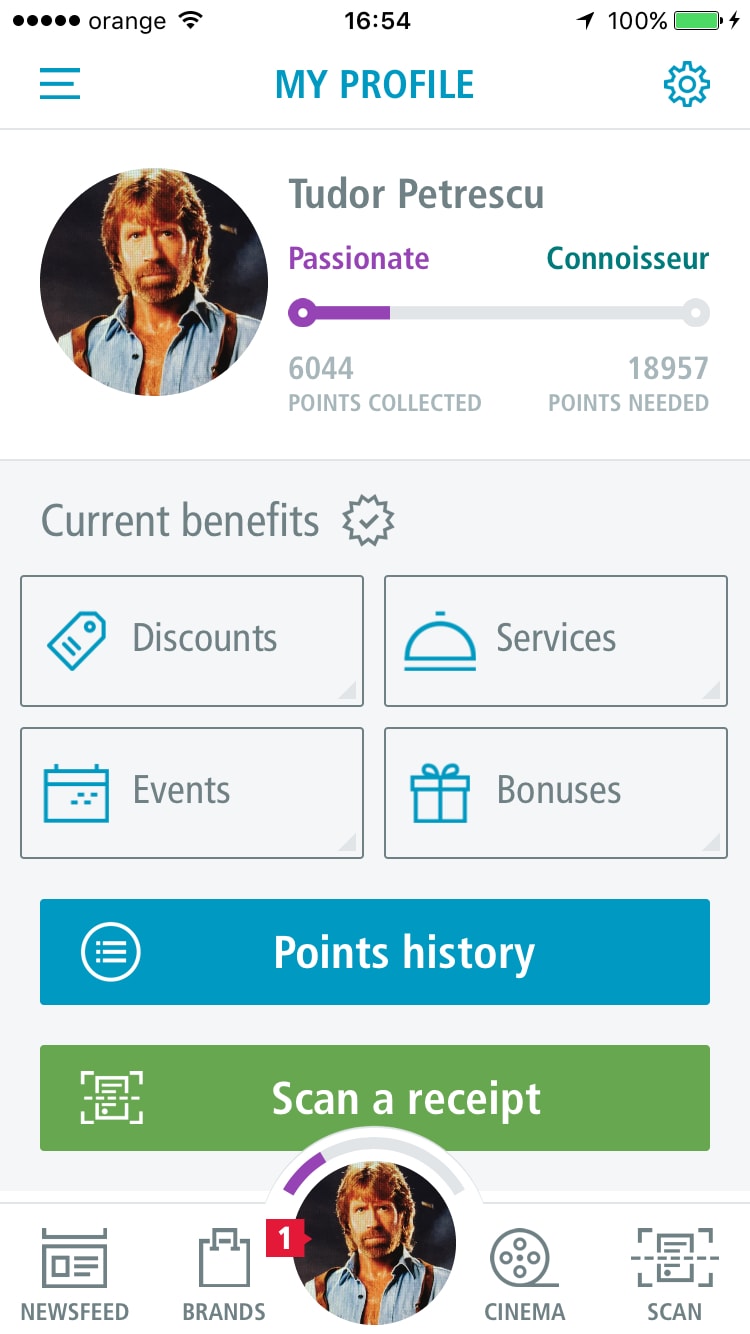 orange 16:54 100%
MY PROFILE
Tudor Petrescu
Passionate Connoisseur
6044 18957
POINTS COLLECTED POINTS NEEDED
Current benefits
Discounts Services
Events Bonuses
Points history
Scan a receipt
1
NEWSFEED BRANDS CINEMA SCAN